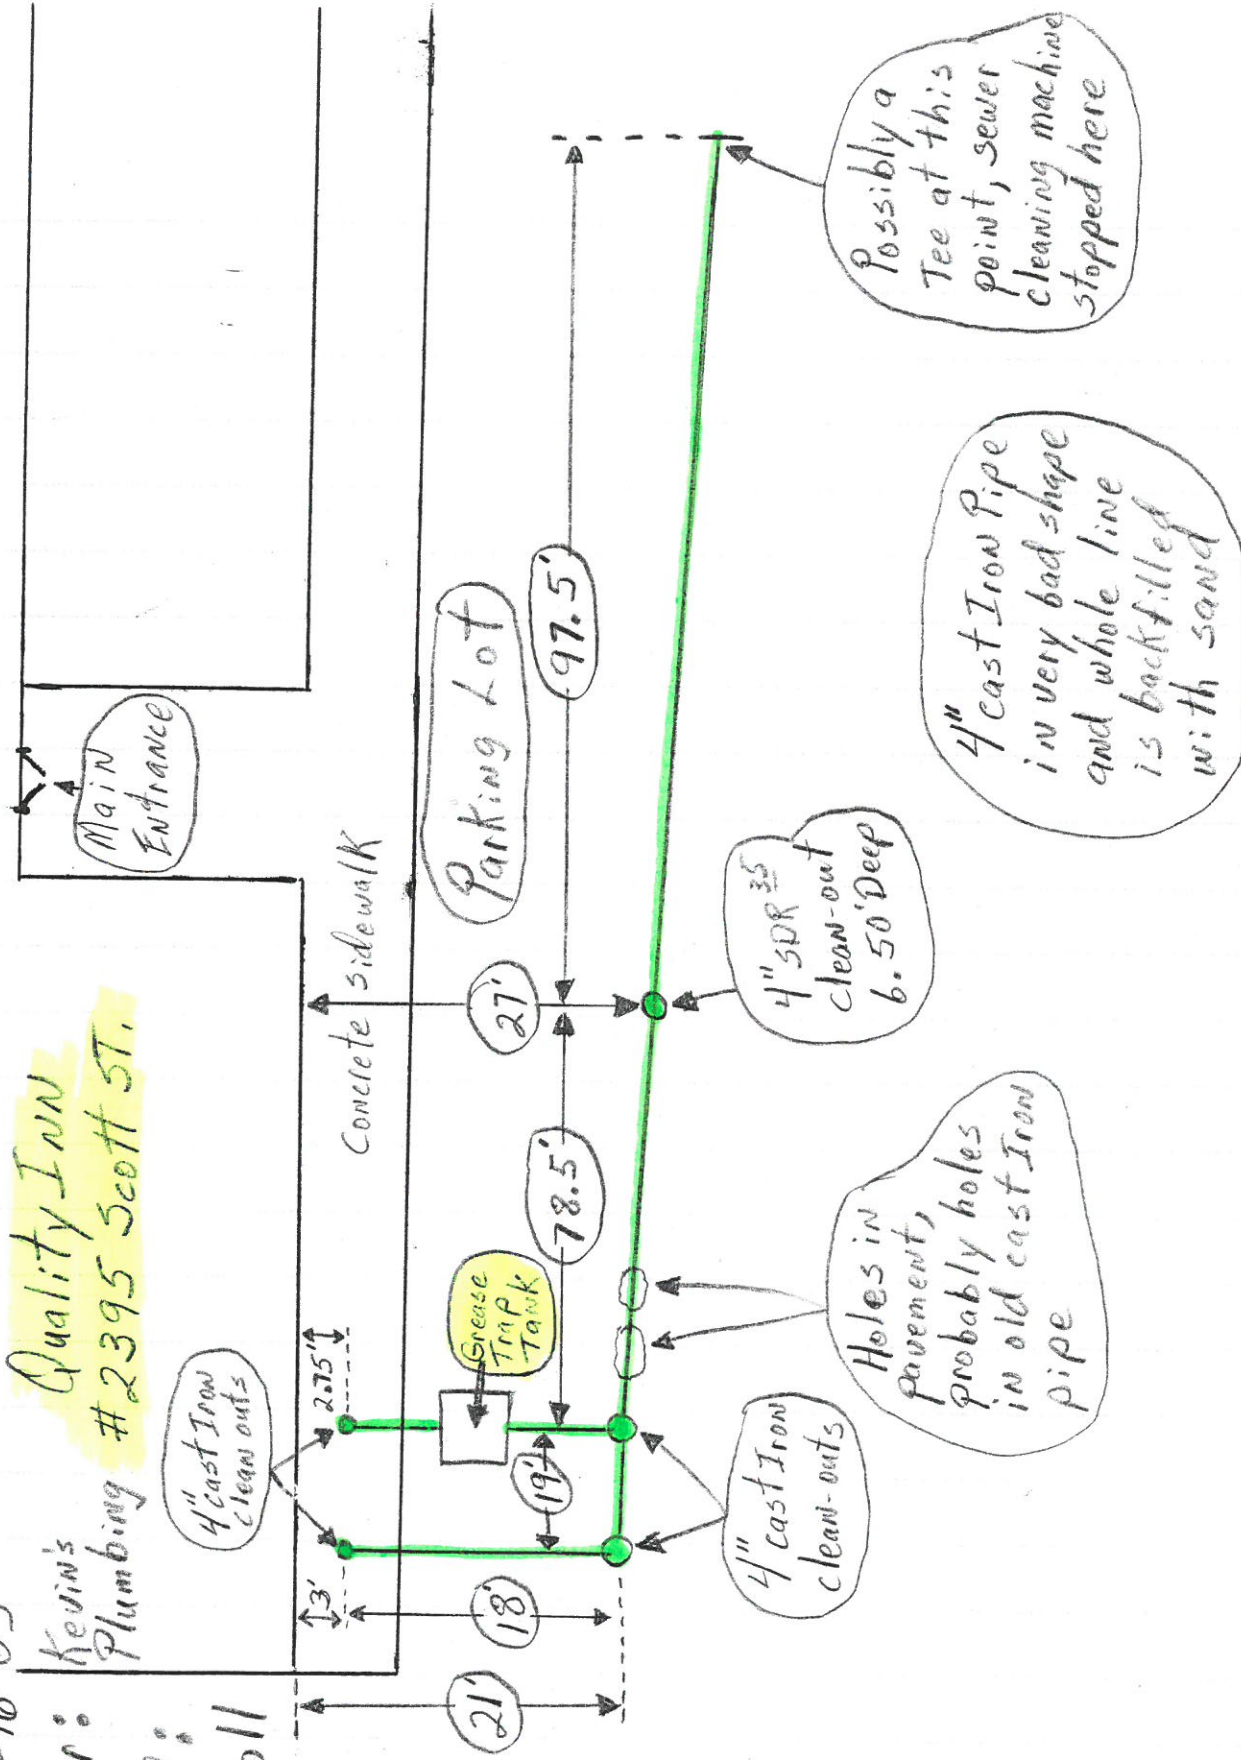 Kevin's
Plumbing
Quality INN
#2395 Scott ST.
Main
Entrance
4" cast Iron
clean outs
2.75"
3'
Concrete sidewalk
Parking Lot
Grease
Trap
Tank
27'
18'
21'
19'
78.5'
97.5'
4" cast Iron
clean-outs
Holes in
pavement,
probably holes
in old cast Iron
pipe
4" SDR 35
clean-out
6.50' Deep
4" cast Iron Pipe
in very bad shape
and whole line
is backfilled
with sand
Possibly a
Tee at this
point, sewer
cleaning machine
stopped here